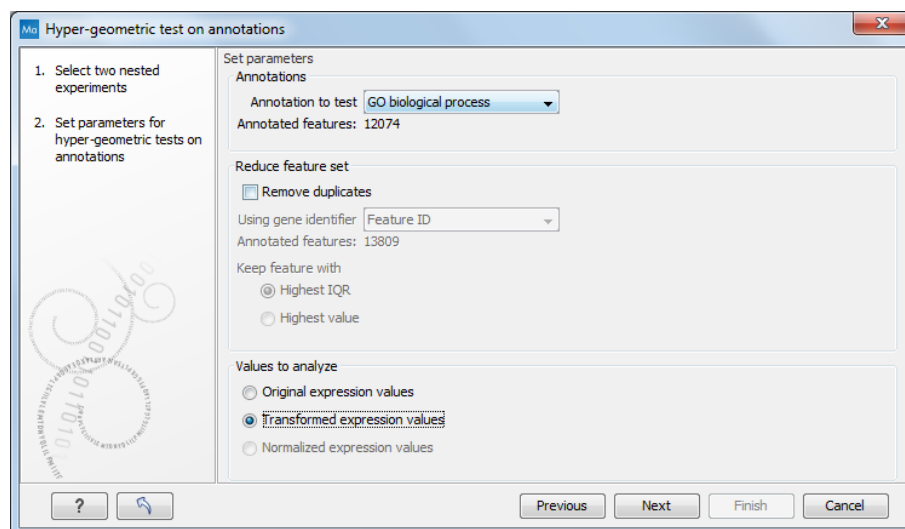 Ma Hyper-geometric test on annotations
X
1. Select two nested
experiments
2. Set parameters for
hyper-geometric tests on
annotations
Set parameters
Annotations
Annotation to test GO biological process
Annotated features: 12074
Reduce feature set
Remove duplicates
Using gene identifier Feature ID
Annotated features: 13809
Keep feature with
Highest IQR
Highest value
Values to analyze
Original expression values
Transformed expression values
Normalized expression values
? Previous Next Finish Cancel